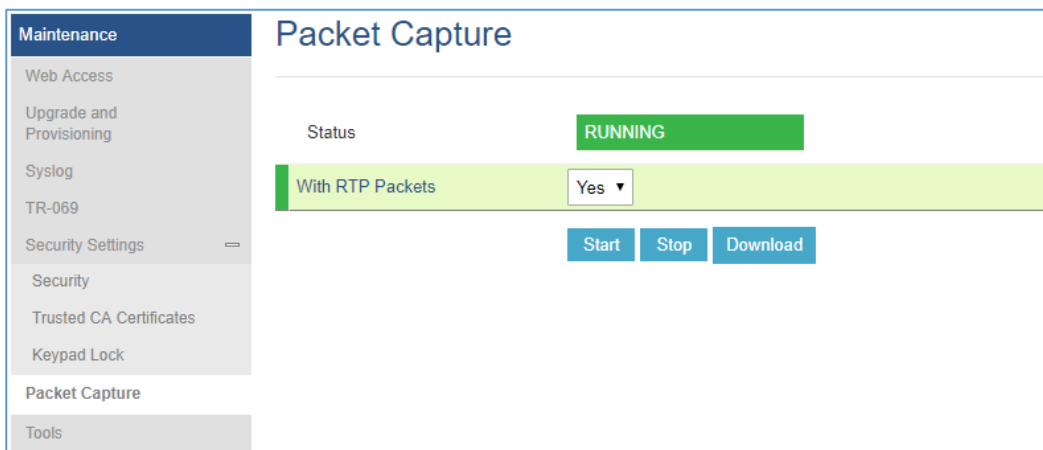 Maintenance
Web Access
Upgrade and
Provisioning
Syslog
TR-069
Security Settings
Security
Trusted CA Certificates
Keypad Lock
Packet Capture
Tools
Packet Capture
Status
RUNNING
With RTP Packets
Yes
Start Stop Download